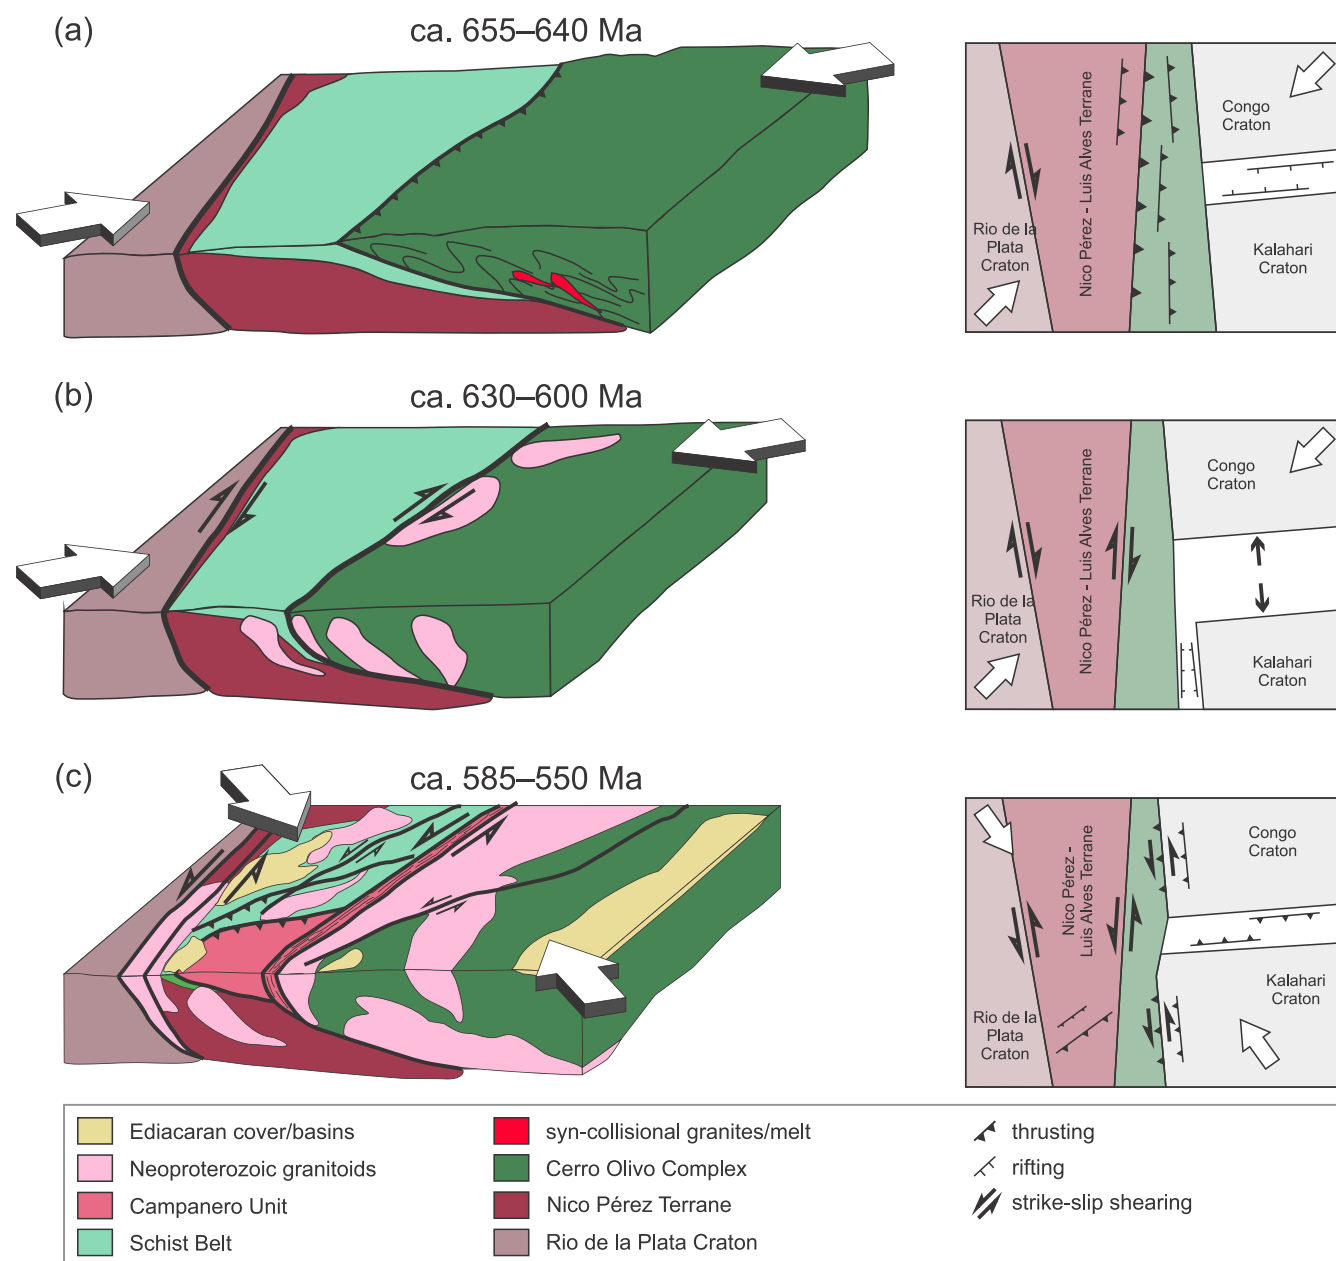 (a)
ca. 655–640 Ma
Nico Pérez - Luis Alves Terrane
Congo
Craton
Rio de la
Plata
Craton
Kalahari
Craton
(b)
ca. 630–600 Ma
Nico Pérez - Luis Alves Terrane
Congo
Craton
Rio de la
Plata
Craton
Kalahari
Craton
(c)
ca. 585–550 Ma
Nico Pérez -
Luis Alves Terrane
Congo
Craton
Kalahari
Craton
Rio de la
Plata
Craton
Ediacaran cover/basins
Neoproterozoic granitoids
Campanero Unit
Schist Belt
syn-collisional granites/melt
Cerro Olivo Complex
Nico Pérez Terrane
Rio de la Plata Craton
thrusting
rifting
strike-slip shearing